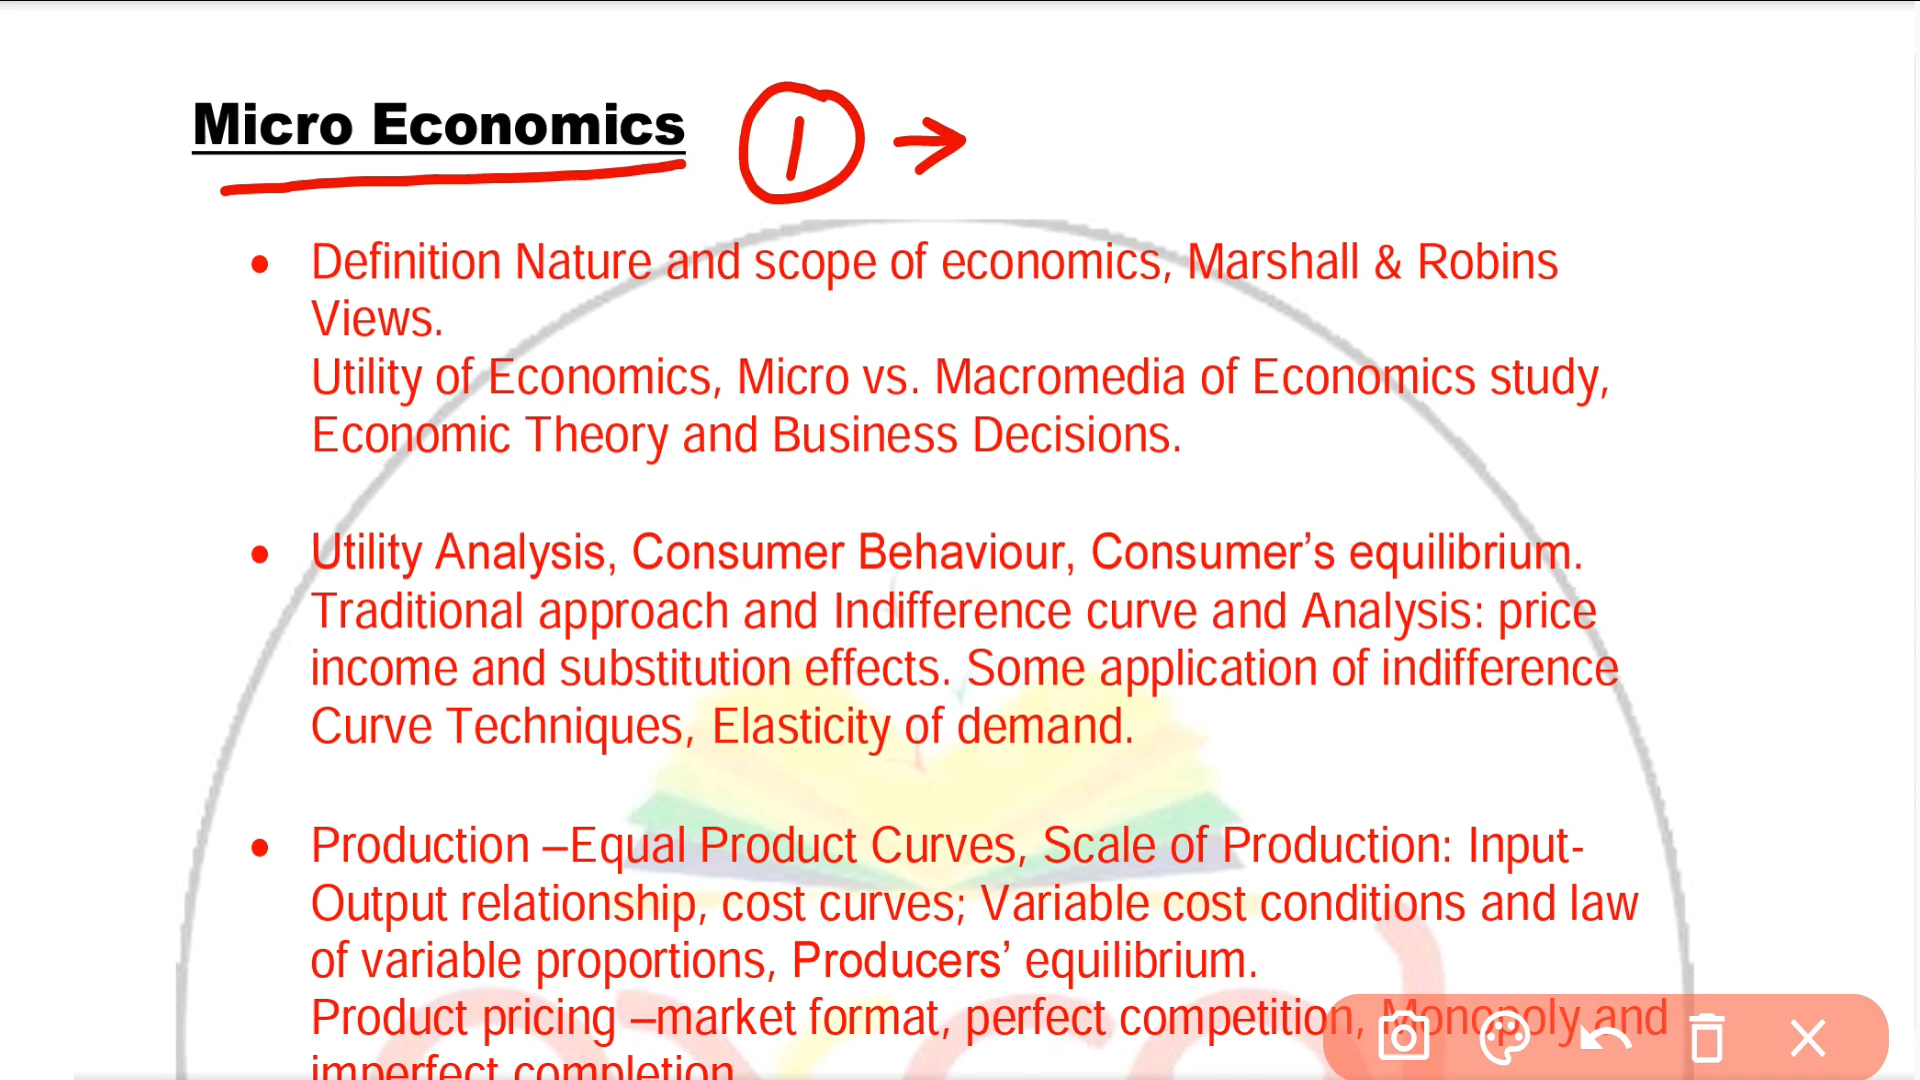 Micro Economics 1 →
• Definition Nature and scope of economics, Marshall & Robins
Views.
Utility of Economics, Micro vs. Macromedia of Economics study,
Economic Theory and Business Decisions.
• Utility Analysis, Consumer Behaviour, Consumer’s equilibrium.
Traditional approach and Indifference curve and Analysis: price
income and substitution effects. Some application of indifference
Curve Techniques, Elasticity of demand.
• Production –Equal Product Curves, Scale of Production: Input-
Output relationship, cost curves; Variable cost conditions and law
of variable proportions, Producers’ equilibrium.
Product pricing –market format, perfect competition, Monopoly and
imperfect completion